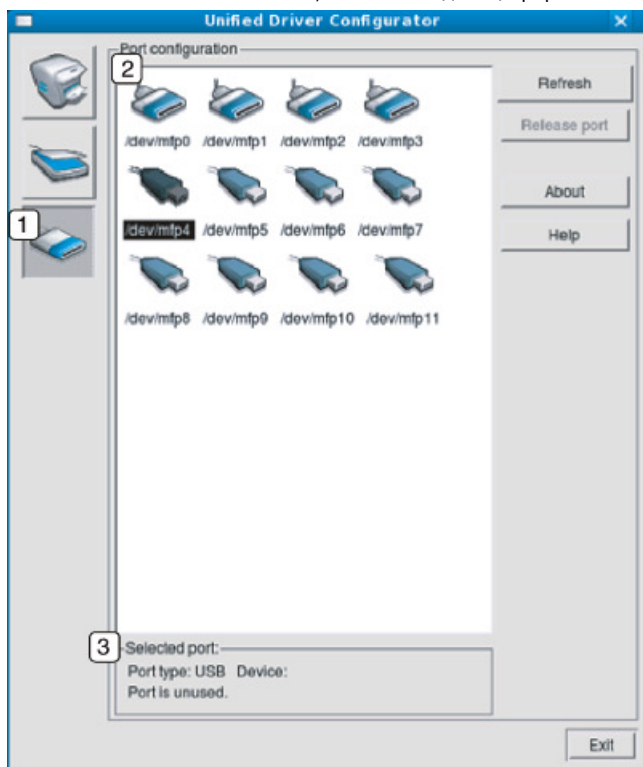 Unified Driver Configurator
Port configuration
2
Refresh
/dev/mfp0 /dev/mfp1 /dev/mfp2 /dev/mfp3
Release port
About
1
/dev/mfp4 /dev/mfp5 /dev/mfp6 /dev/mfp7
Help
/dev/mfp8 /dev/mfp9 /dev/mfp10 /dev/mfp11
3
Selected port:
Port type: USB Device:
Port is unused.
Exit